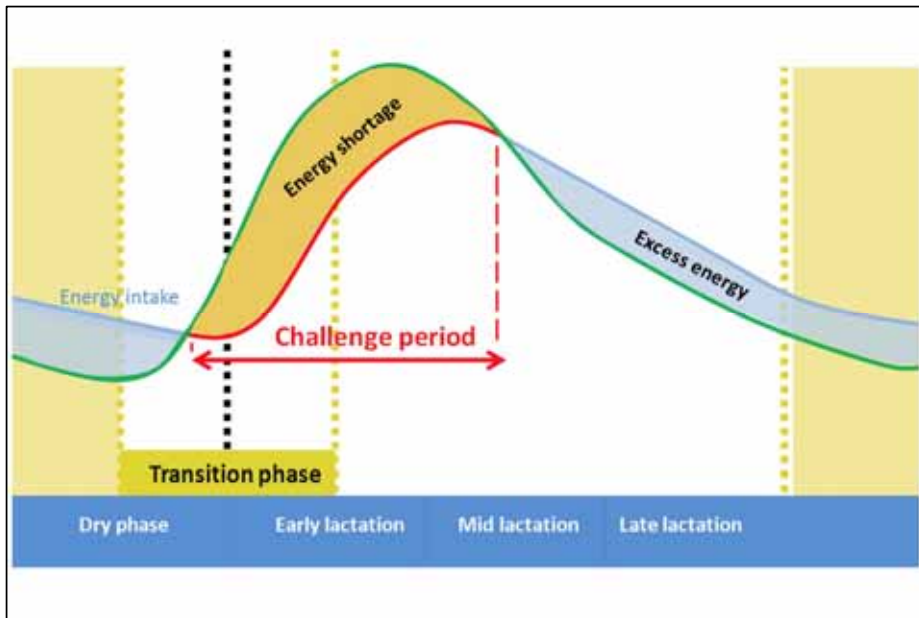 Energy shortage
Excess energy
Energy intake
Challenge period
Transition phase
Dry phase
Early lactation
Mid lactation
Late lactation